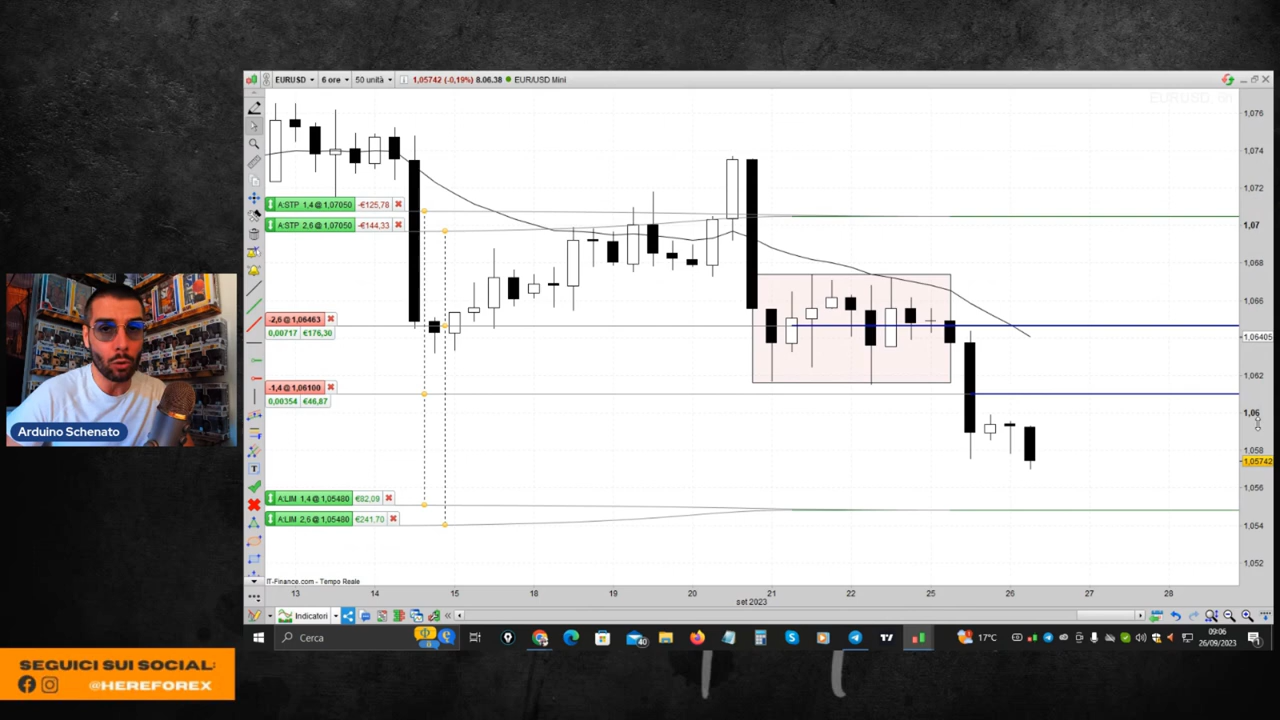 EURUSD 6 ore 50 unità 1,05742 (-0,19%) 8.06.38 EUR/USD Mini
1,076
1,074
1,072
1,07
1,066
1,06405
1,062
1,06
1,058
1,05742
1,056
1,054
1,052
A:STP 1,4 @ 1,07050 -€125,78
A:STP 2,6 @ 1,07050 -€144,33
-2,6 @ 1,06463
0,00717 €176,30
-1,4 @ 1,06100
0,00354 €46,87
A:LIM 1,4 @ 1,05480 €82,09
A:LIM 2,6 @ 1,05480 €241,70
Arduino Schenato
IT-Finance.com - Tempo Reale
13 14 15 18 19 20 21 22 25 26 27 28
set 2023
Indicatori
Cerca
40
17°C
09:06
26/09/2023
SEGUICI SUI SOCIAL:
@HEREFOREX